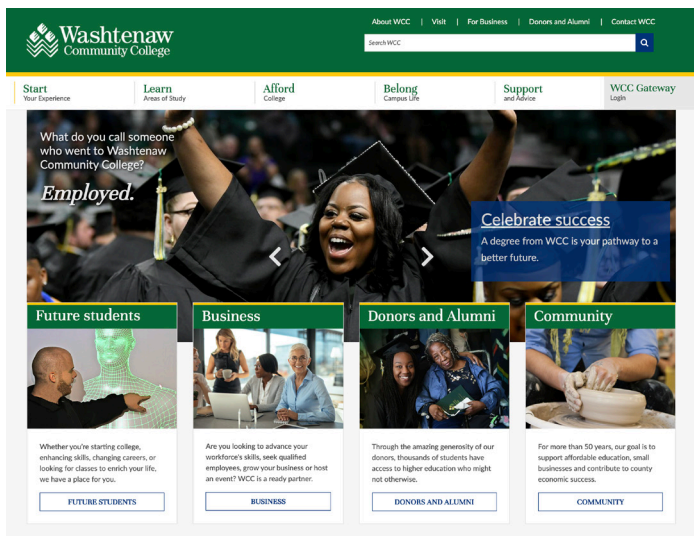 Washtenaw
Community College
About WCC | Visit | For Business | Donors and Alumni | Contact WCC
Search WCC
Start
Your Experience
Learn
Areas of Study
Afford
College
Belong
Campus Life
Support
and Advice
WCC Gateway
Login
What do you call someone
who went to Washtenaw
Community College?
Employed.
Celebrate success
A degree from WCC is your pathway to a
better future.
Future students
Whether you're starting college,
enhancing skills, changing careers, or
looking for classes to enrich your life,
we have a place for you.
FUTURE STUDENTS
Business
Are you looking to advance your
workforce's skills, seek qualified
employees, grow your business or host
an event? WCC is a ready partner.
BUSINESS
Donors and Alumni
Through the amazing generosity of our
donors, thousands of students have
access to higher education who might
not otherwise.
DONORS AND ALUMNI
Community
For more than 50 years, our goal is to
support affordable education, small
businesses and contribute to county
economic success.
COMMUNITY